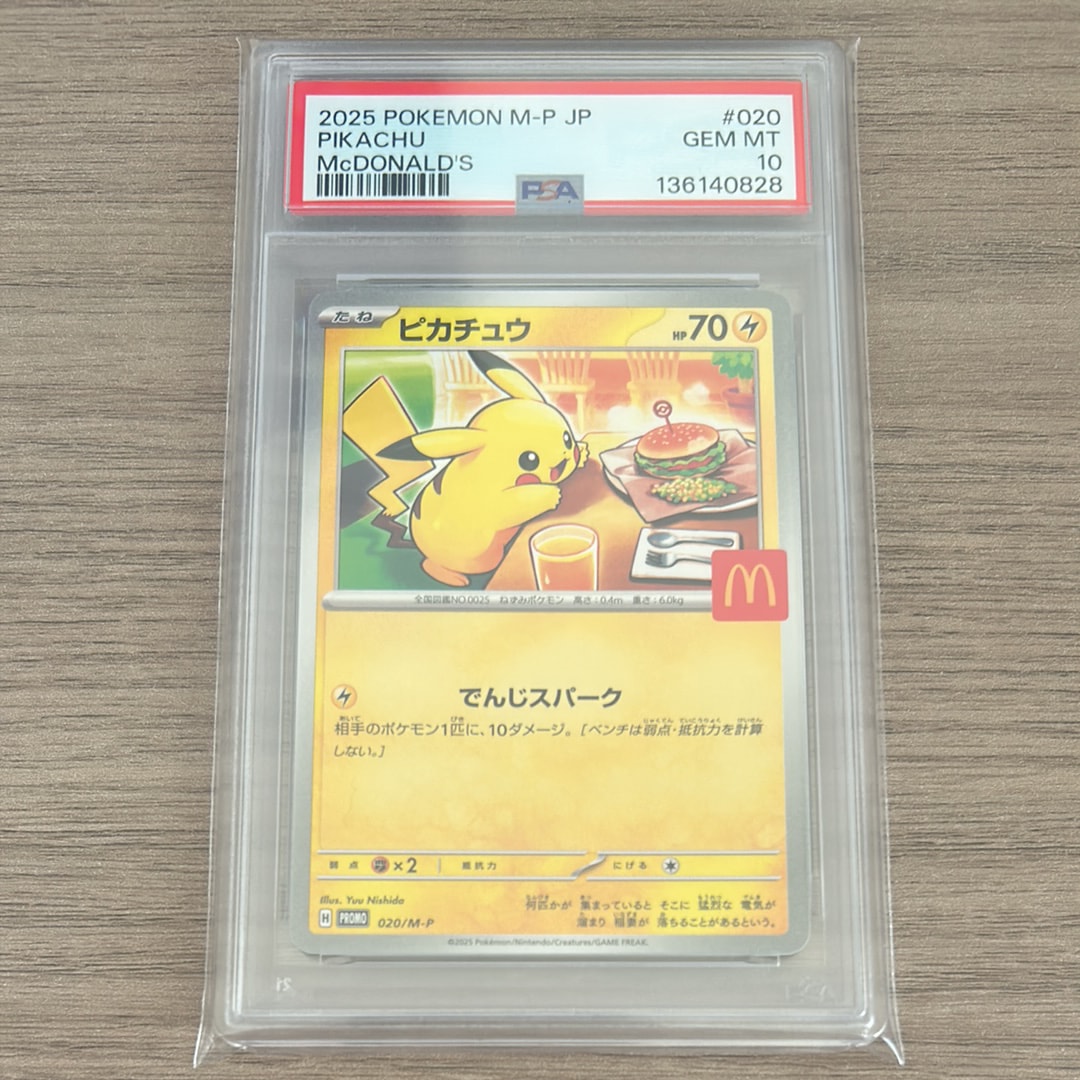 2025 POKEMON M-P JP #020
PIKACHU GEM MT
McDONALD'S 10
PSA 136140828
たね ピカチュウ HP70
全国図鑑NO.0025 ねずみポケモン 高さ:0.4m 重さ:6.0kg
M
でんじスパーク
相手のポケモン1匹に、10ダメージ。[ベンチは弱点・抵抗力を計算
しない。]
弱点 ×2 抵抗力 にげる
Illus. Yuu Nishida
H PROMO 020/M-P
何匹かが 集まっていると そこに 猛烈な 電気が
溜まり 稲妻が 落ちることがあるという。
©2025 Pokémon/Nintendo/Creatures/GAME FREAK.